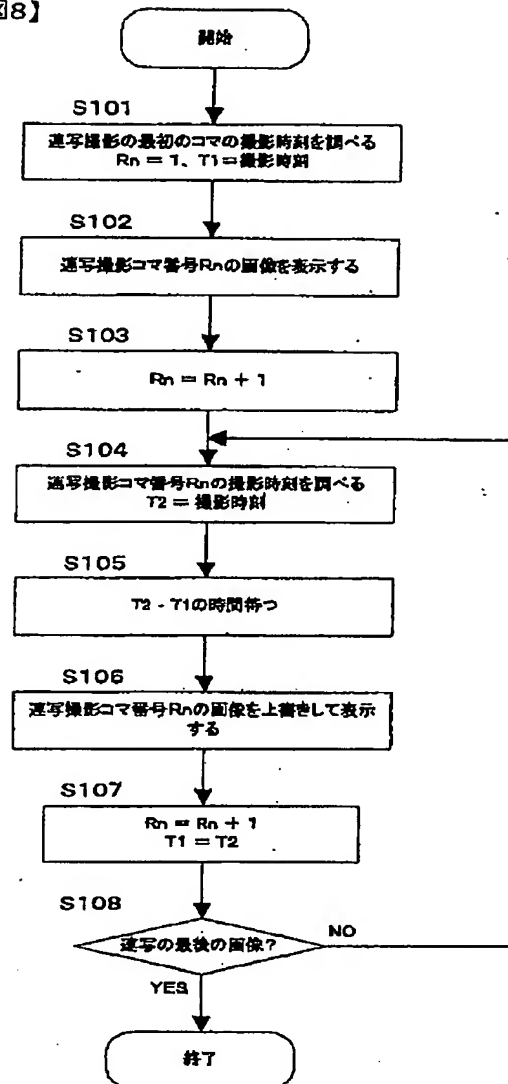 図8】
開始
S101
連写撮影の最初のコマの撮影時刻を調べる
Rn = 1、T1=撮影時刻
S102
連写撮影コマ番号Rnの画像を表示する
S103
Rn = Rn + 1
S104
連写撮影コマ番号Rnの撮影時刻を調べる
T2 = 撮影時刻
S105
T2 - T1の時間待つ
S106
連写撮影コマ番号Rnの画像を上書きして表示
する
S107
Rn = Rn + 1
T1 = T2
S108
連写の最後の画像?
NO
YES
終了